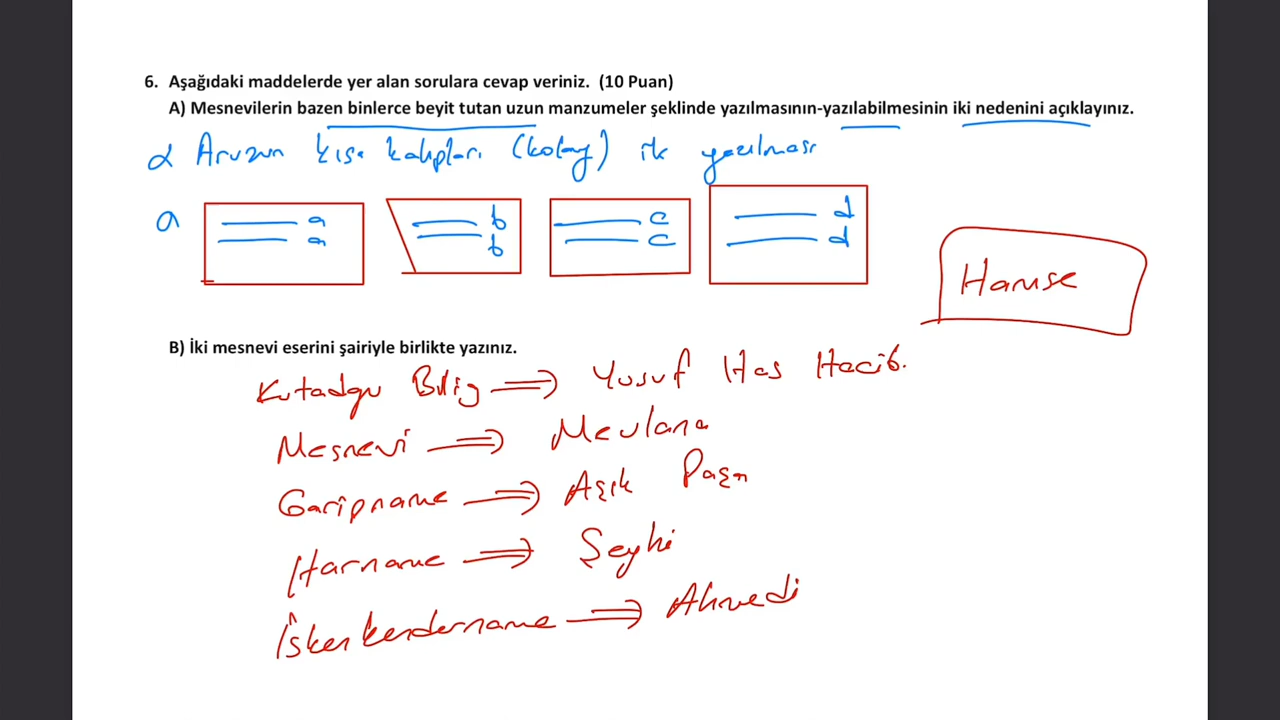 6. Aşağıdaki maddelerde yer alan sorulara cevap veriniz. (10 Puan)
A) Mesnevilerin bazen binlerce beyit tutan uzun manzumeler şeklinde yazılmasının-yazılabilmesinin iki nedenini açıklayınız.
α Aruzun kısa kalıpları (kolay) ile yazılması
a
a
a
b
b
c
c
d
d
Hamse
B) İki mesnevi eserini şairiyle birlikte yazınız.
Kutadgu Bilig ⇒ Yusuf Has Hacib.
Mesnevi ⇒ Mevlana
Garipname ⇒ Aşık Paşa
Harname ⇒ Şeyhi
İskenkendername ⇒ Ahmedi